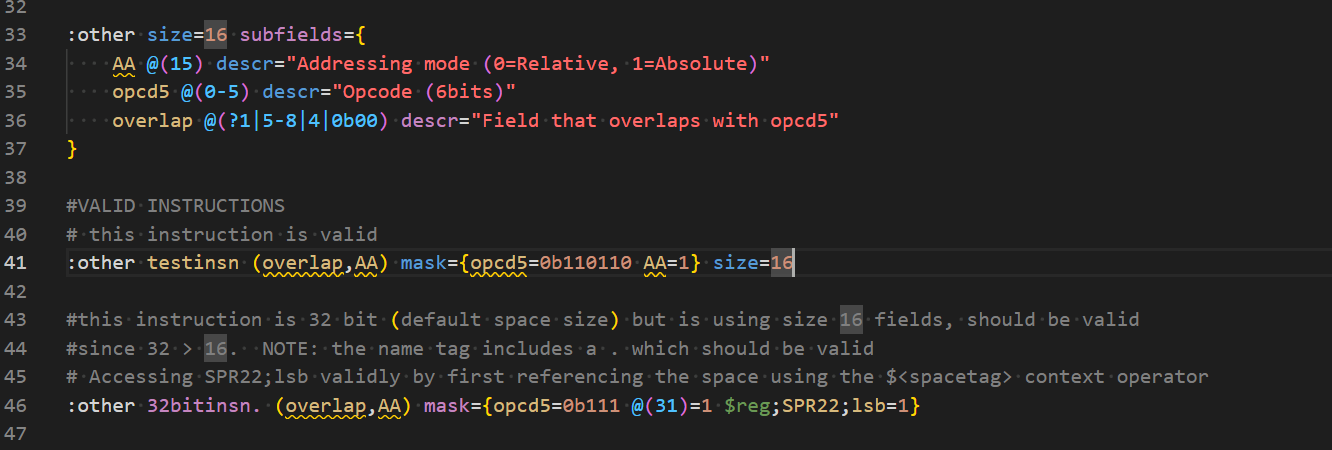 32
33 :other size=16 subfields={
34     AA @(15) descr="Addressing mode (0=Relative, 1=Absolute)"
35     opcd5 @(0-5) descr="Opcode (6bits)"
36     overlap @(?1|5-8|4|0b00) descr="Field that overlaps with opcd5"
37 }
38
39 #VALID INSTRUCTIONS
40 # this instruction is valid
41 :other testinsn (overlap,AA) mask={opcd5=0b110110 AA=1} size=16
42
43 #this instruction is 32 bit (default space size) but is using size 16 fields, should be valid
44 #since 32 > 16.  NOTE: the name tag includes a . which should be valid
45 # Accessing SPR22;lsb validly by first referencing the space using the $<spacetag> context operator
46 :other 32bitinsn. (overlap,AA) mask={opcd5=0b111 @(31)=1 $reg;SPR22;lsb=1}
47